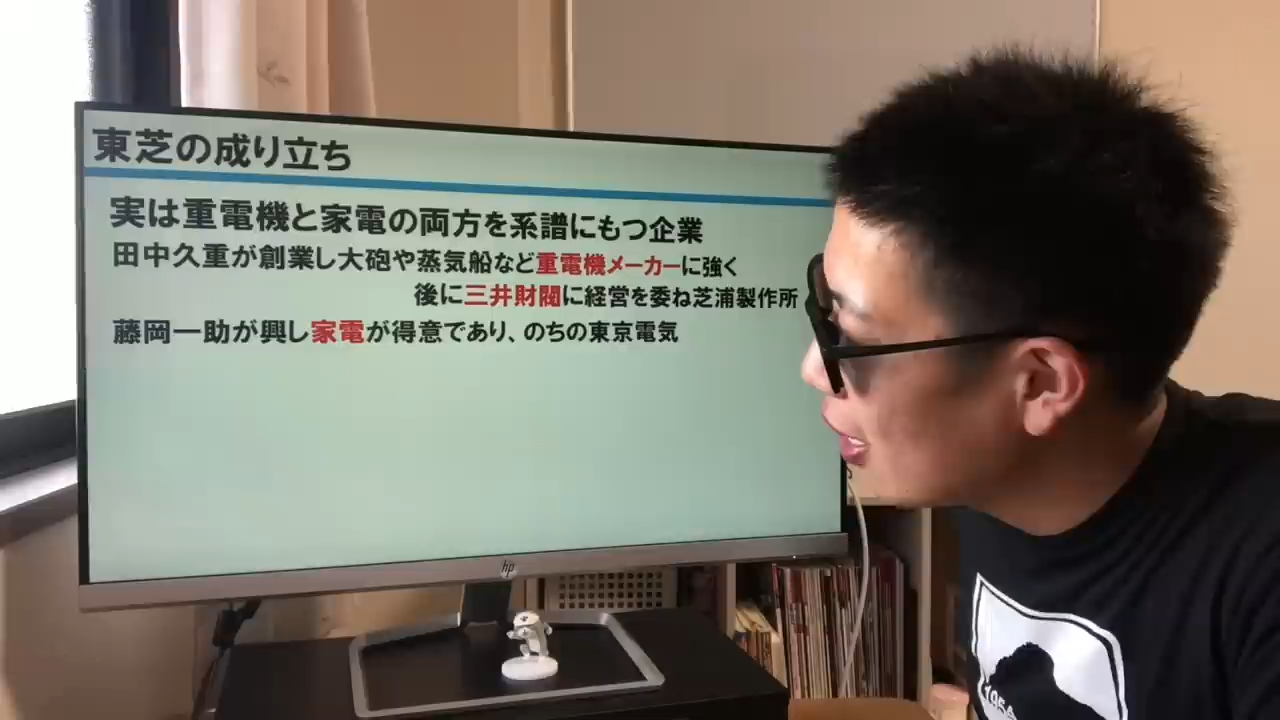 東芝の成り立ち
実は重電機と家電の両方を系譜にもつ企業
田中久重が創業し大砲や蒸気船など重電機メーカーに強く
後に三井財閥に経営を委ね芝浦製作所
藤岡一助が興し家電が得意であり、のちの東京電気
hp